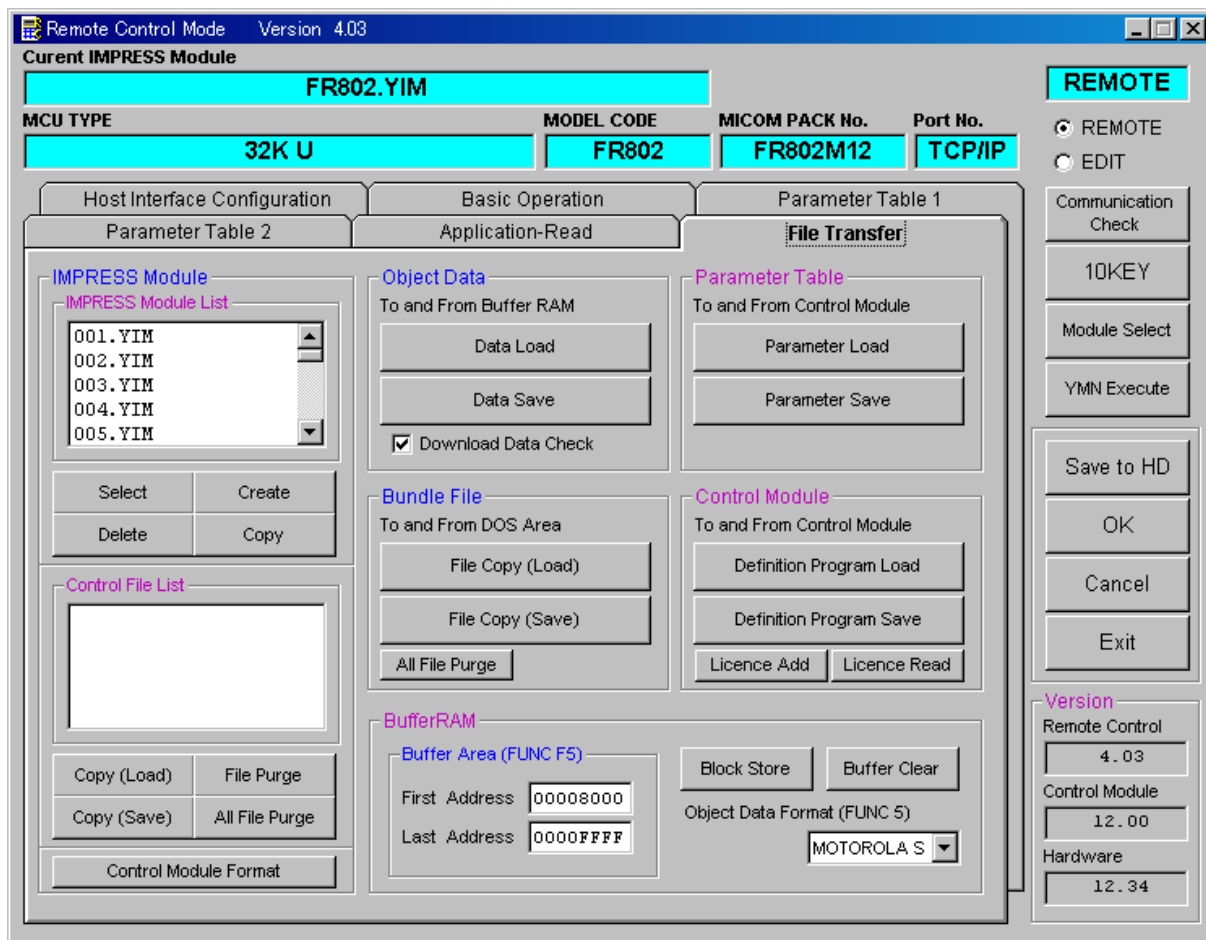 Remote Control Mode Version 4.03
Curent IMPRESS Module
FR802.YIM
MCU TYPE
MODEL CODE
MICOM PACK No.
Port No.
32K U
FR802
FR802M12
TCP/IP
REMOTE
REMOTE
EDIT
Host Interface Configuration
Basic Operation
Parameter Table 1
Parameter Table 2
Application-Read
File Transfer
IMPRESS Module
IMPRESS Module List
001.YIM
002.YIM
003.YIM
004.YIM
005.YIM
Select
Create
Delete
Copy
Control File List
Copy (Load)
File Purge
Copy (Save)
All File Purge
Control Module Format
Object Data
To and From Buffer RAM
Data Load
Data Save
Download Data Check
Parameter Table
To and From Control Module
Parameter Load
Parameter Save
Bundle File
To and From DOS Area
File Copy (Load)
File Copy (Save)
All File Purge
Control Module
To and From Control Module
Definition Program Load
Definition Program Save
Licence Add
Licence Read
BufferRAM
Buffer Area (FUNC F5)
First Address 00008000
Last Address 0000FFFF
Block Store
Buffer Clear
Object Data Format (FUNC 5)
MOTOROLA S
Communication
Check
10KEY
Module Select
YMN Execute
Save to HD
OK
Cancel
Exit
Version
Remote Control
4.03
Control Module
12.00
Hardware
12.34